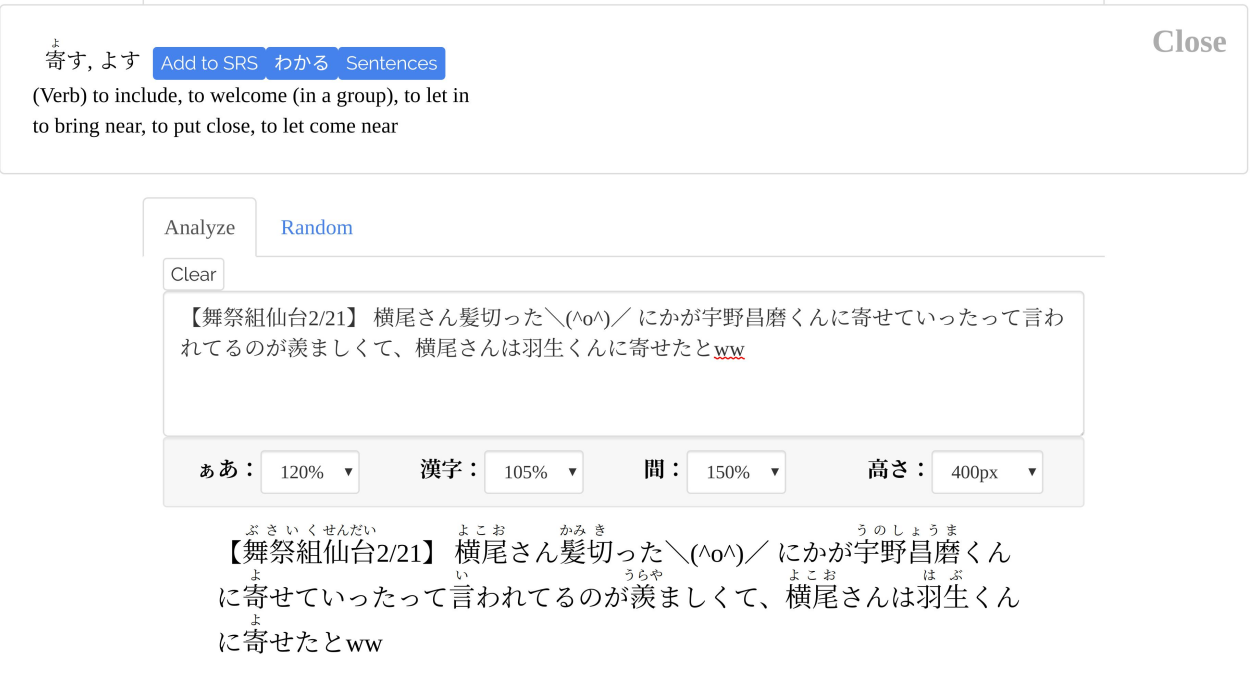 よ
寄す, よす Add to SRS わかる Sentences
Close
(Verb) to include, to welcome (in a group), to let in
to bring near, to put close, to let come near
Analyze Random
Clear
【舞祭組仙台2/21】 横尾さん髪切った＼(^o^)／ にかが宇野昌磨くんに寄せていったって言わ
れてるのが羨ましくて、横尾さんは羽生くんに寄せたとww
ぁあ： 120% 漢字： 105% 間： 150% 高さ： 400px
ぶさいくせんだい よこお かみ き うのしょうま
【舞祭組仙台2/21】 横尾さん髪切った＼(^o^)／ にかが宇野昌磨くん
よ い うらや よこお はぶ
に寄せていったって言われてるのが羨ましくて、横尾さんは羽生くん
よ
に寄せたとww